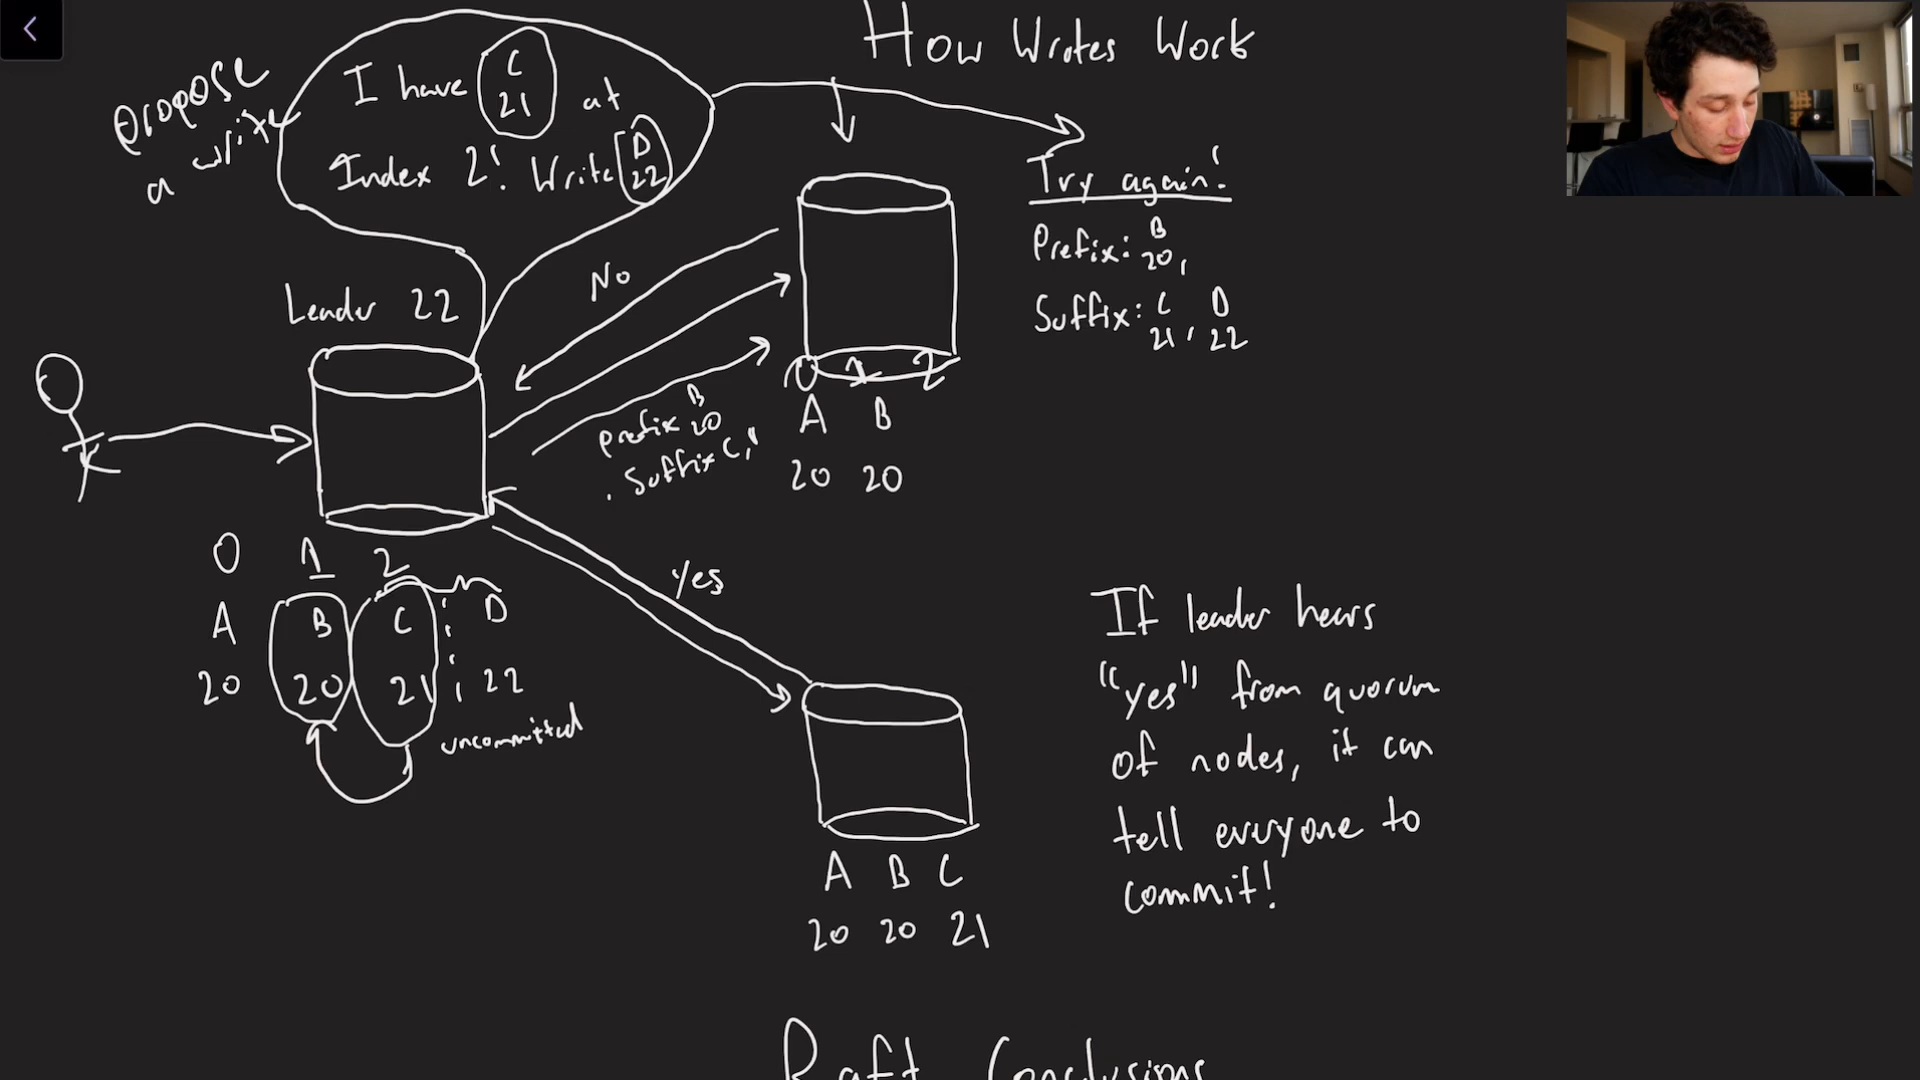 How Writes Work
propose
a write
I have C
21 at
Index 2! Write D
22
Try again!
Prefix: B
20,
Suffix: C D
21, 22
Leader 22
No
prefix B
20
Suffix C,
0 1 2
A B
20 20
Yes
0 1 2
A B C D
20 20 21 22
uncommitted
If leader hears
"yes" from quorum
of nodes, it can
tell everyone to
commit!
A B C
20 20 21
Raft Conclusions